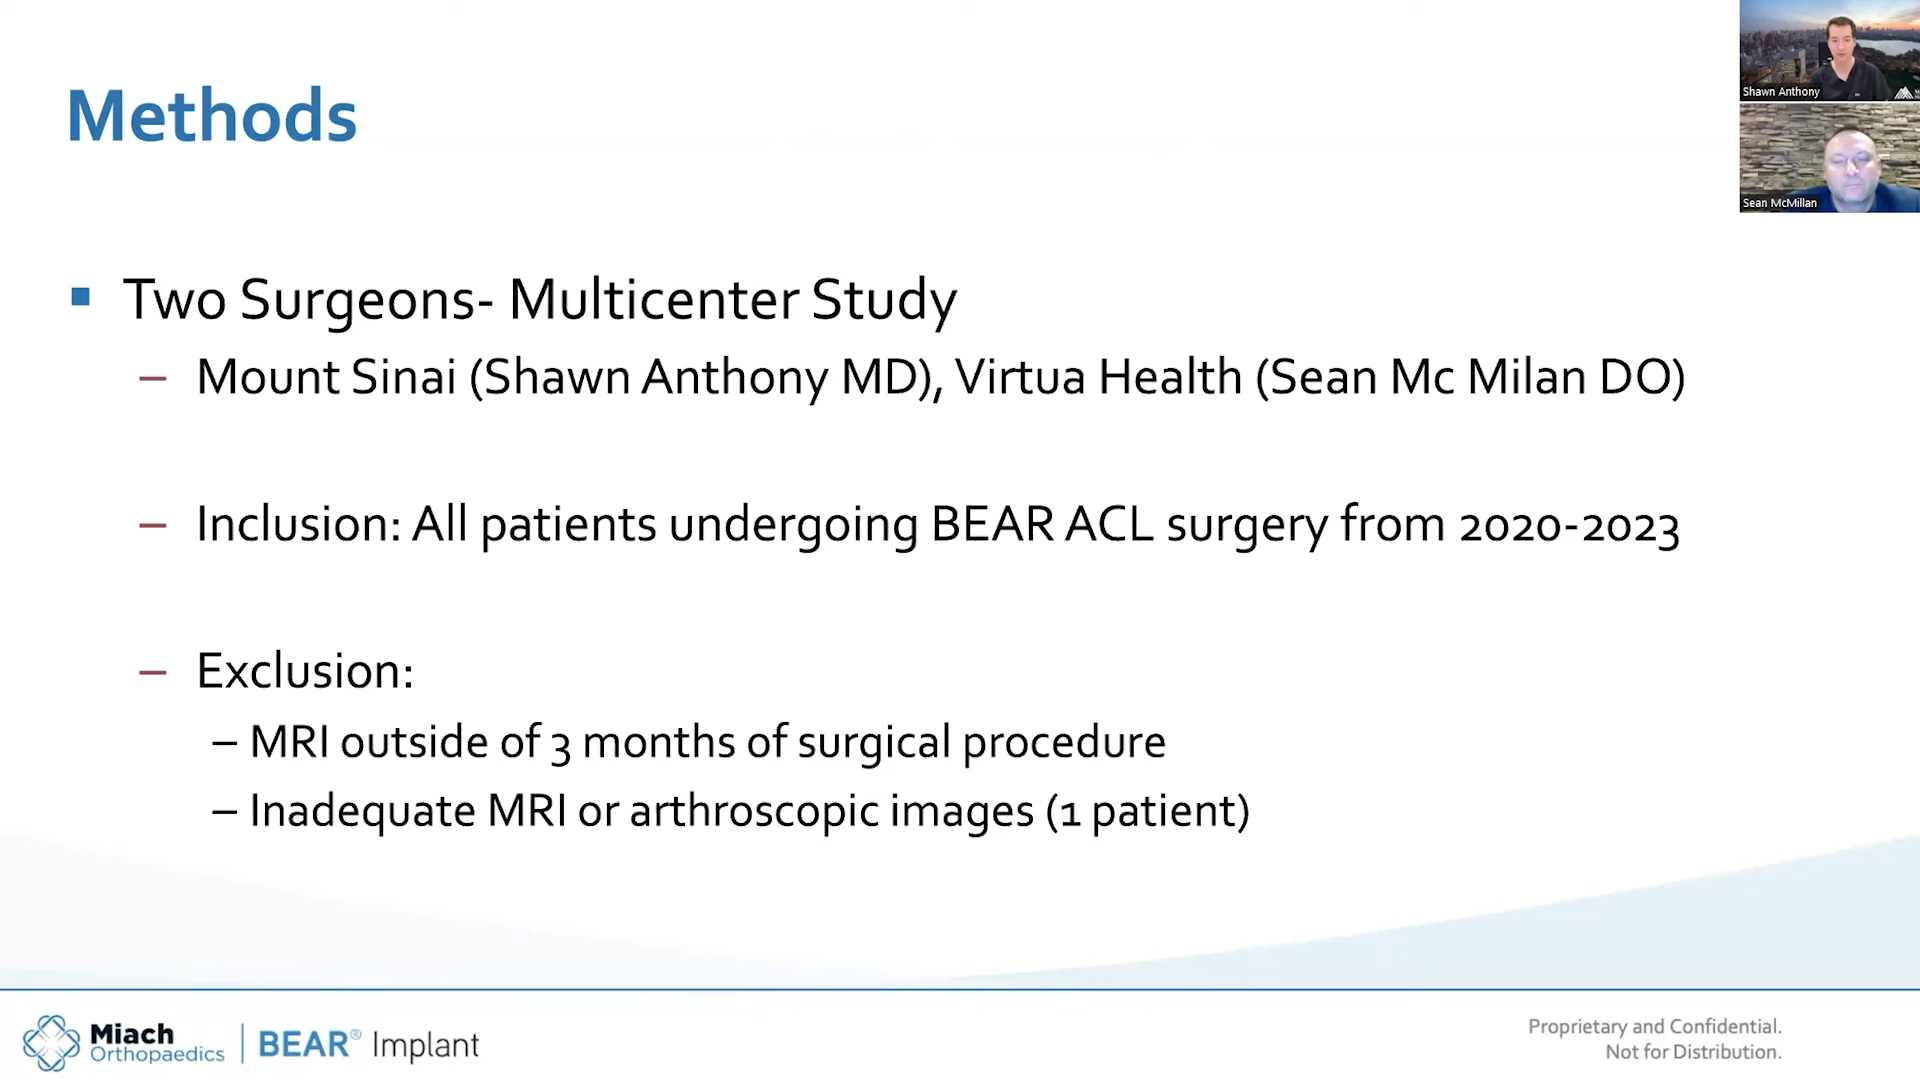 Methods
Shawn Anthony
Sean McMillan
▪ Two Surgeons- Multicenter Study
– Mount Sinai (Shawn Anthony MD), Virtua Health (Sean Mc Milan DO)
– Inclusion: All patients undergoing BEAR ACL surgery from 2020-2023
– Exclusion:
– MRI outside of 3 months of surgical procedure
– Inadequate MRI or arthroscopic images (1 patient)
Miach
Orthopaedics
BEAR® Implant
Proprietary and Confidential.
Not for Distribution.